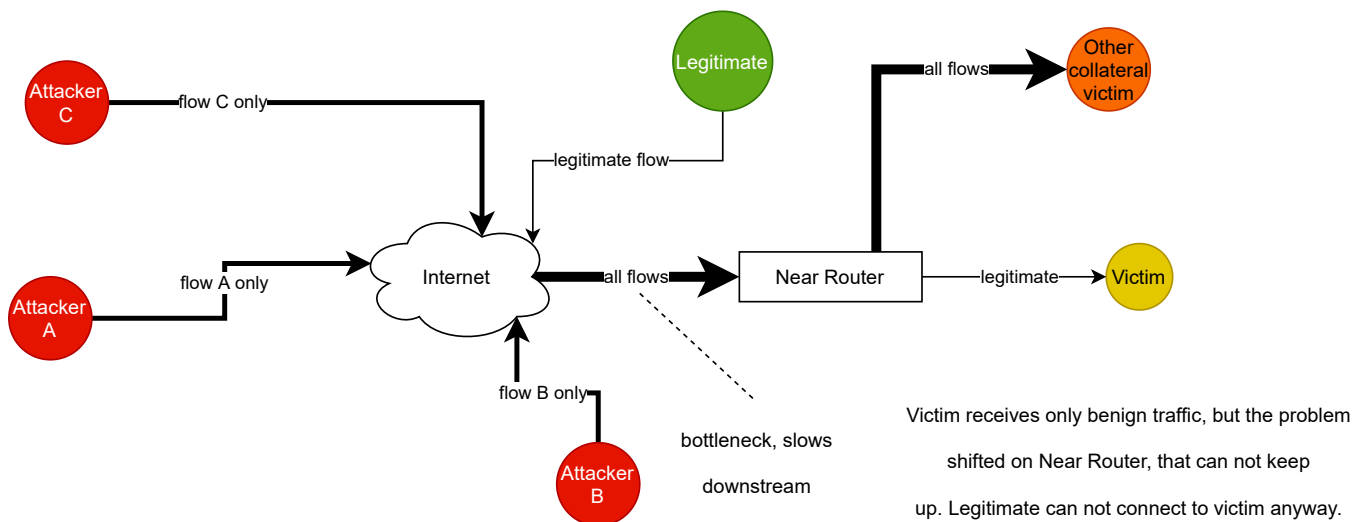 Other
collateral
victim
Legitimate
all flows
Attacker
C
flow C only
legitimate flow
Internet
all flows
Near Router
legitimate
Victim
flow A only
Attacker
A
flow B only
Attacker
B
bottleneck, slows
downstream
Victim receives only benign traffic, but the problem
shifted on Near Router, that can not keep
up. Legitimate can not connect to victim anyway.